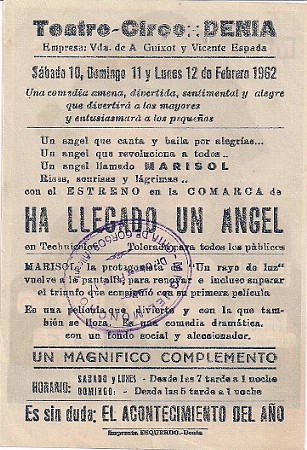 Teatro-Circo :: DENIA
Empresa: Vda. de A Guixot y Vicente Espada
Sábado 10, Domingo 11 y Lunes 12 de Febrero 1962
Una comedia amena, divertida, sentimental y alegre
que divertirá a los mayores
y entusiasmará a los pequeños
Un angel que canta y baila por alegrías...
Un angel que revoluciona a todos..
Un angel llamado MARISOL
Risas, sonrisas y lágrimas..
con el ESTRENO en la COMARCA de
HA LLEGADO UN ANGEL
en Technicolor Tolerada para todos los públicos
MARISOL, la protagonista de "Un rayo de luz"
vuelve a la pantalla para renovar e incluso superar
el triunfo que consiguió con su primera película
Es una película que divierte y con la que tam-
bién se llora. Es una comedia dramática,
con un fondo social y aleccionador.
UN MAGNIFICO COMPLEMENTO
HORARIO: SABADO y LUNES - Desde las 7 tarde a 1 noche
DOMINGO: - Desde las 5 tarde a 1 noche
Es sin duda: EL ACONTECIMIENTO DEL AÑO
Imprenta ESQUERDO.-Denia